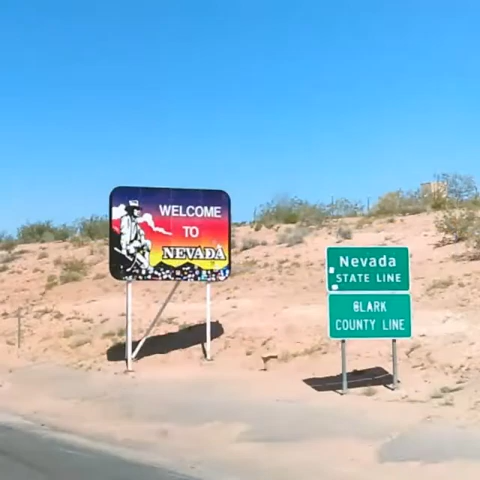 WELCOME
TO
NEVADA
Nevada
STATE LINE
CLARK
COUNTY LINE